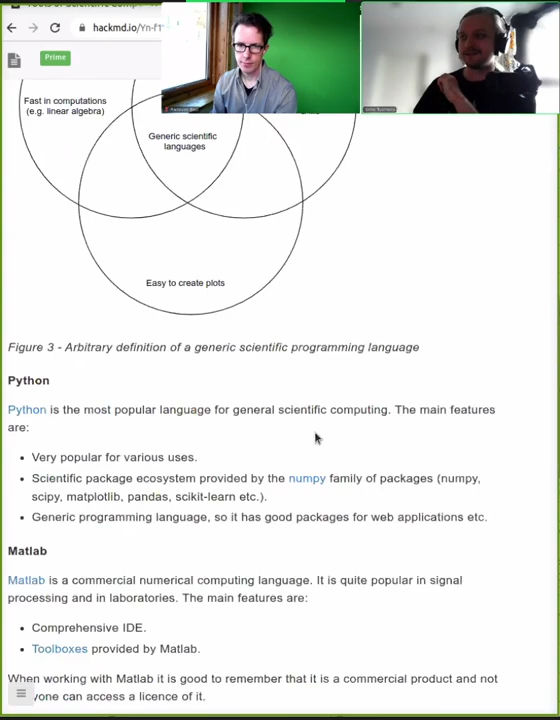 hackmd.io/Yn-f1
Prime
Fast in computations
(e.g. linear algebra)
Generic scientific
languages
Easy to create plots
Figure 3 - Arbitrary definition of a generic scientific programming language
Python
Python is the most popular language for general scientific computing. The main features
are:
Very popular for various uses.
Scientific package ecosystem provided by the numpy family of packages (numpy,
scipy, matplotlib, pandas, scikit-learn etc.).
Generic programming language, so it has good packages for web applications etc.
Matlab
Matlab is a commercial numerical computing language. It is quite popular in signal
processing and in laboratories. The main features are:
Comprehensive IDE.
Toolboxes provided by Matlab.
When working with Matlab it is good to remember that it is a commercial product and not
yone can access a licence of it.